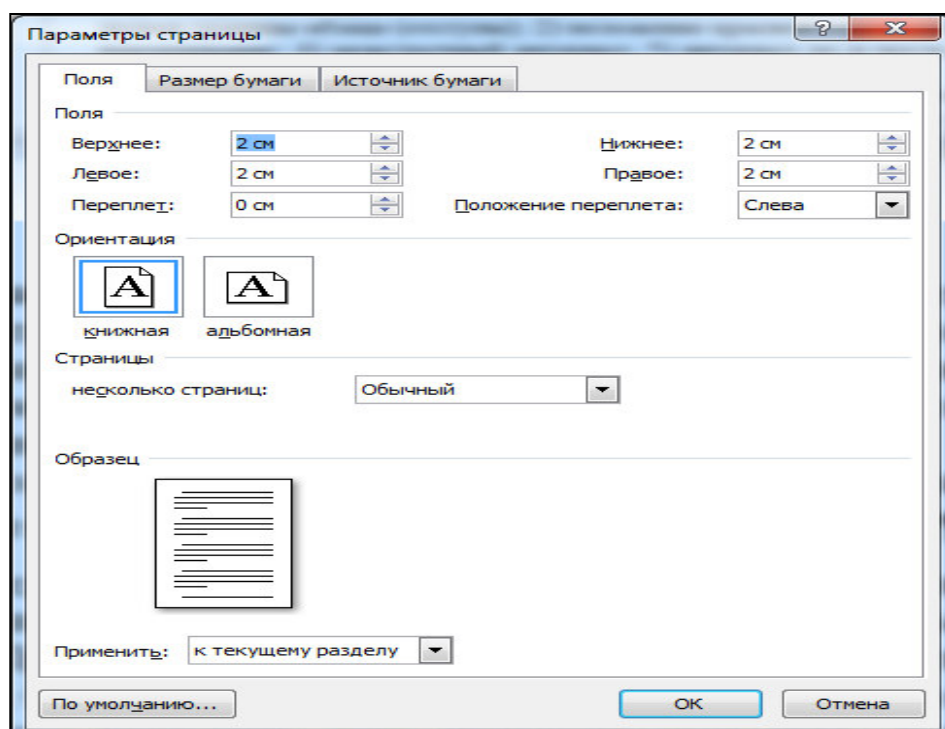 Параметры страницы
Поля Размер бумаги Источник бумаги
Поля
Верхнее: 2 см Нижнее: 2 см
Левое: 2 см Правое: 2 см
Переплет: 0 см Положение переплета: Слева
Ориентация
A A
книжная альбомная
Страницы
несколько страниц: Обычный
Образец
Применить: к текущему разделу
По умолчанию... ОК Отмена